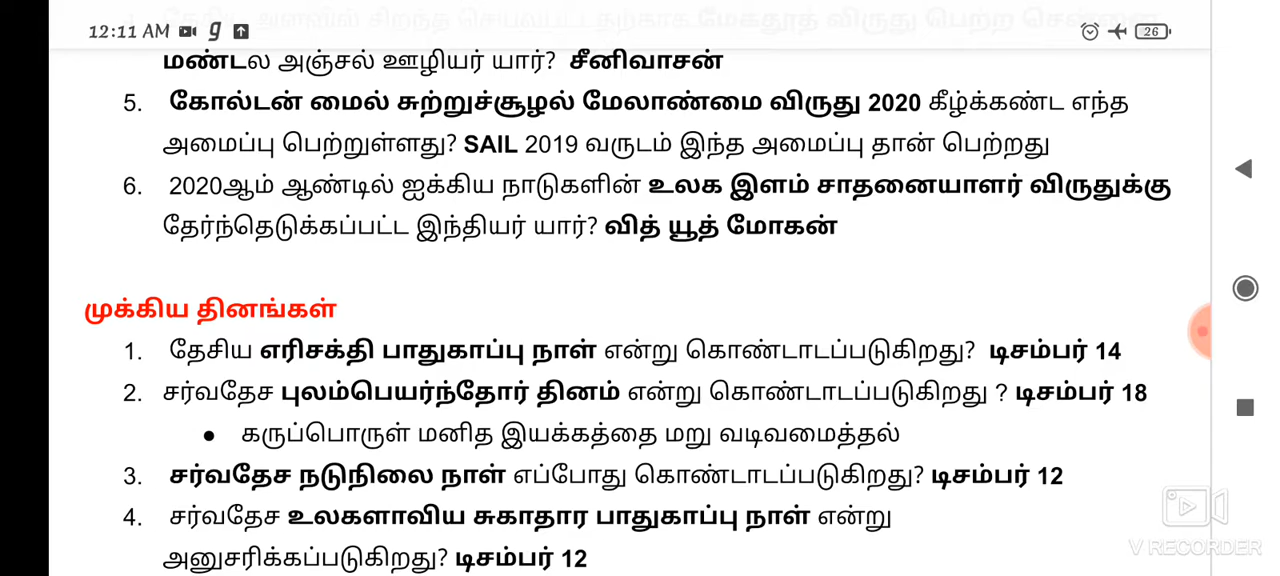 12:11 AM g 26
மண்டல அஞ்சல் ஊழியர் யார்? சீனிவாசன்
5. கோல்டன் மைல் சுற்றுச்சூழல் மேலாண்மை விருது 2020 கீழ்க்கண்ட எந்த
அமைப்பு பெற்றுள்ளது? SAIL 2019 வருடம் இந்த அமைப்பு தான் பெற்றது
6. 2020ஆம் ஆண்டில் ஐக்கிய நாடுகளின் உலக இளம் சாதனையாளர் விருதுக்கு
தேர்ந்தெடுக்கப்பட்ட இந்தியர் யார்? வித் யூத் மோகன்
முக்கிய தினங்கள்
1. தேசிய எரிசக்தி பாதுகாப்பு நாள் என்று கொண்டாடப்படுகிறது? டிசம்பர் 14
2. சர்வதேச புலம்பெயர்ந்தோர் தினம் என்று கொண்டாடப்படுகிறது ? டிசம்பர் 18
● கருப்பொருள் மனித இயக்கத்தை மறு வடிவமைத்தல்
3. சர்வதேச நடுநிலை நாள் எப்போது கொண்டாடப்படுகிறது? டிசம்பர் 12
4. சர்வதேச உலகளாவிய சுகாதார பாதுகாப்பு நாள் என்று
அனுசரிக்கப்படுகிறது? டிசம்பர் 12
V RECORDER